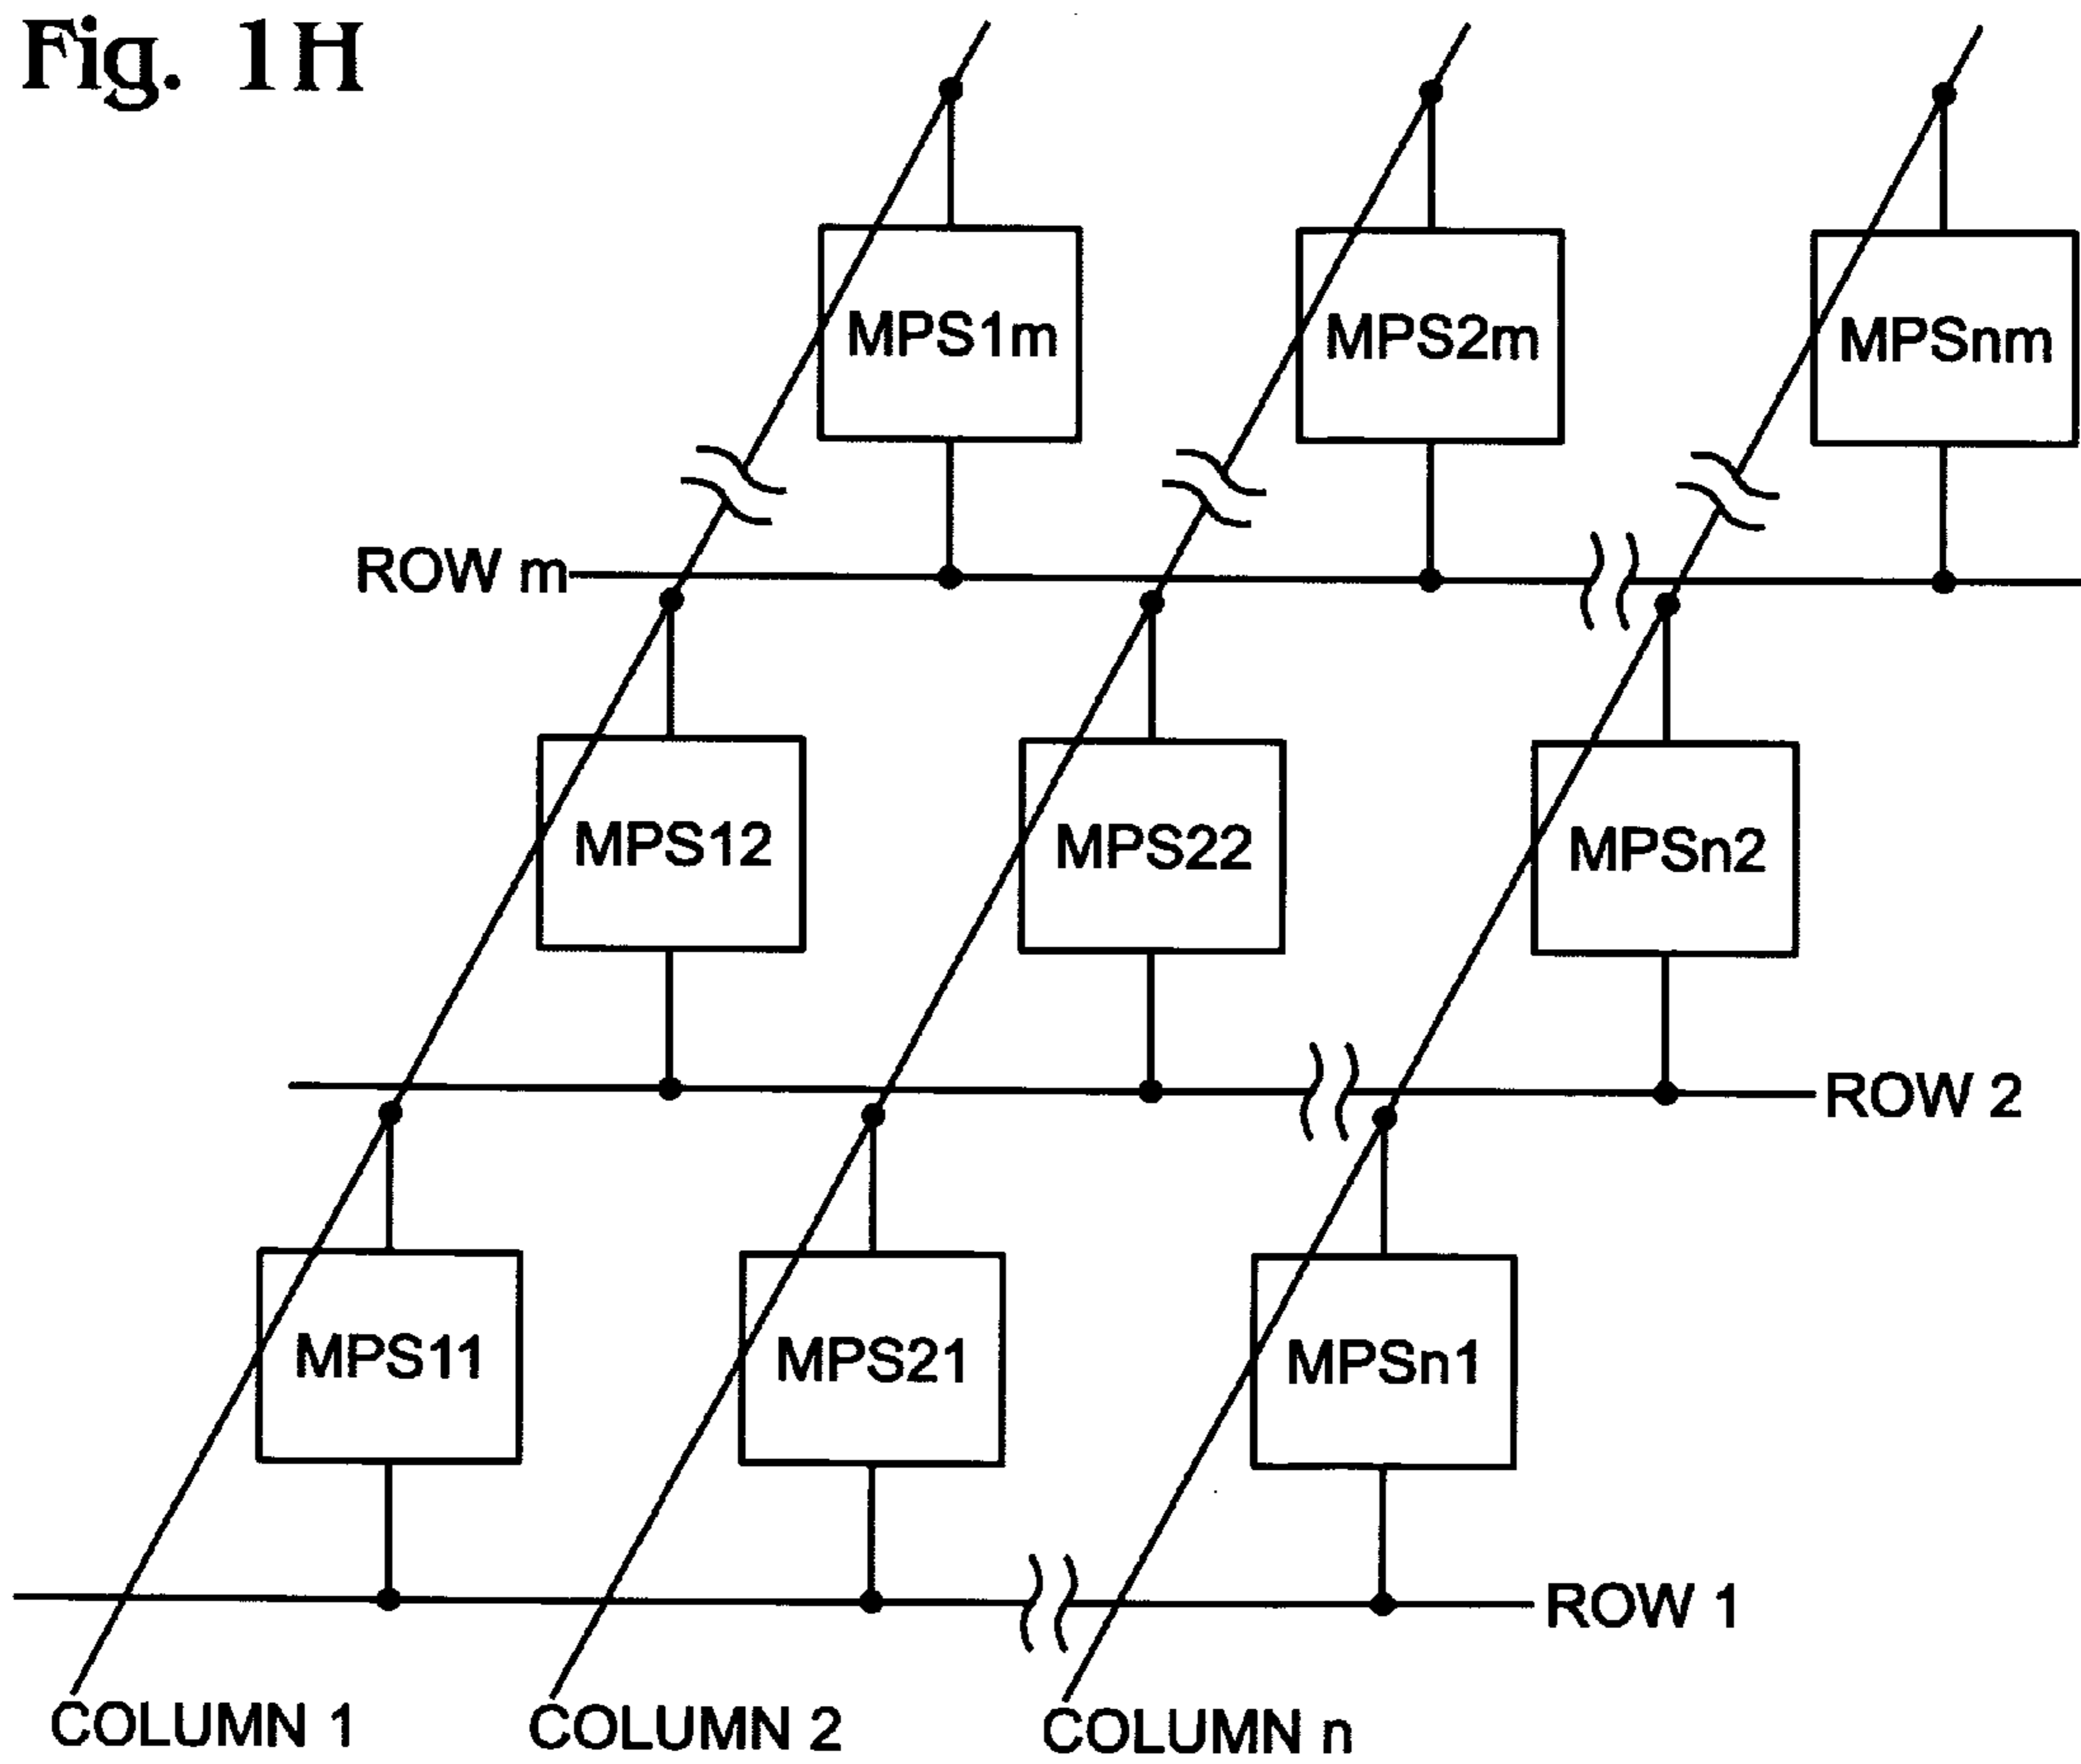 Fig. 1H
MPS1m
MPS2m
MPSnm
ROW m
MPS12
MPS22
MPSn2
ROW 2
MPS11
MPS21
MPSn1
ROW 1
COLUMN 1
COLUMN 2
COLUMN n